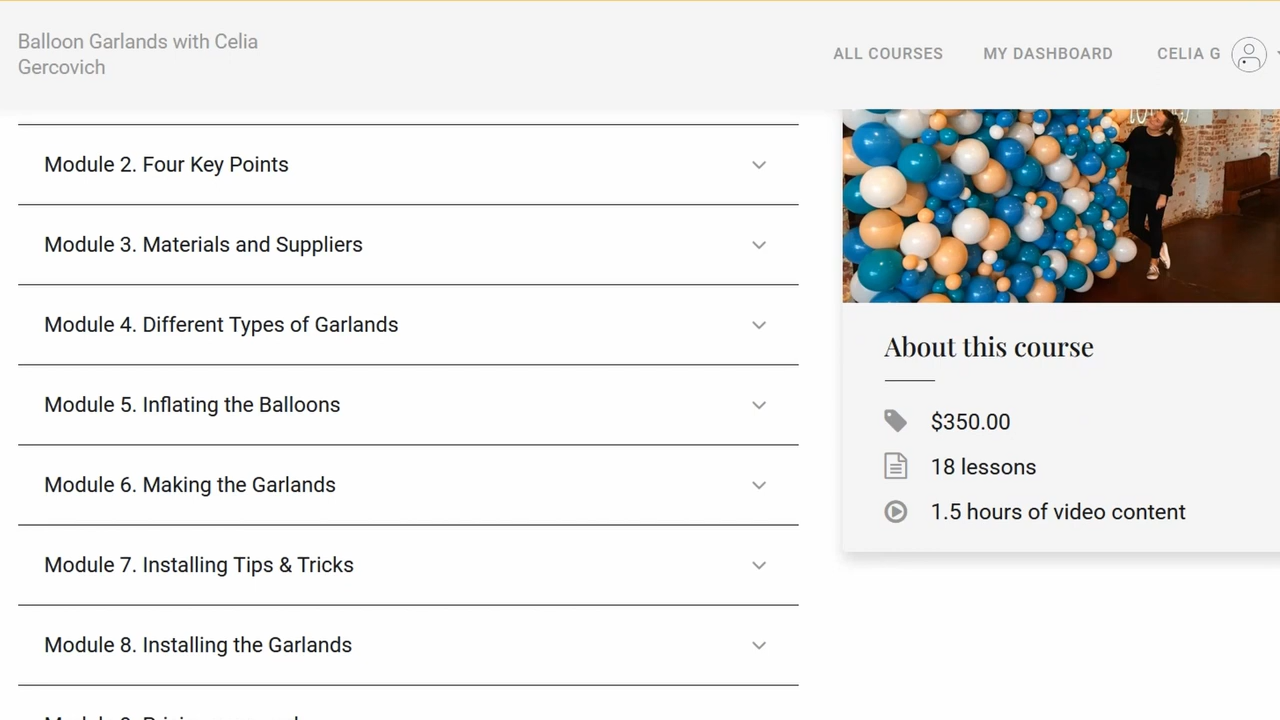 Balloon Garlands with Celia
Gercovich
ALL COURSES
MY DASHBOARD
CELIA G
Module 2. Four Key Points
Module 3. Materials and Suppliers
Module 4. Different Types of Garlands
Module 5. Inflating the Balloons
Module 6. Making the Garlands
Module 7. Installing Tips & Tricks
Module 8. Installing the Garlands
About this course
$350.00
18 lessons
1.5 hours of video content